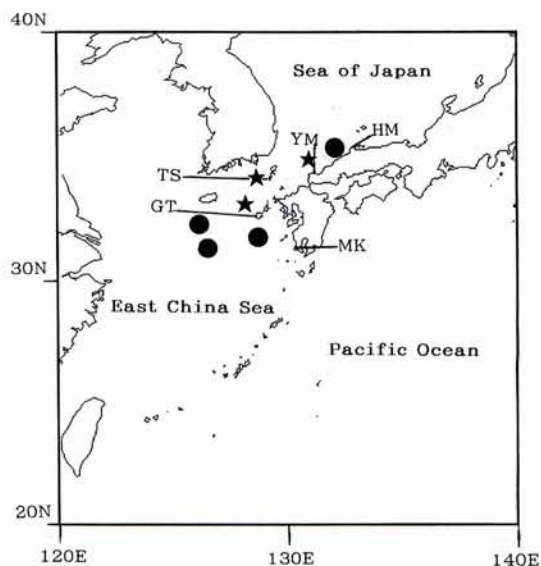 40N
Sea of Japan
YM
HM
TS
GT
MK
30N
East China Sea
Pacific Ocean
20N
120E
130E
140E